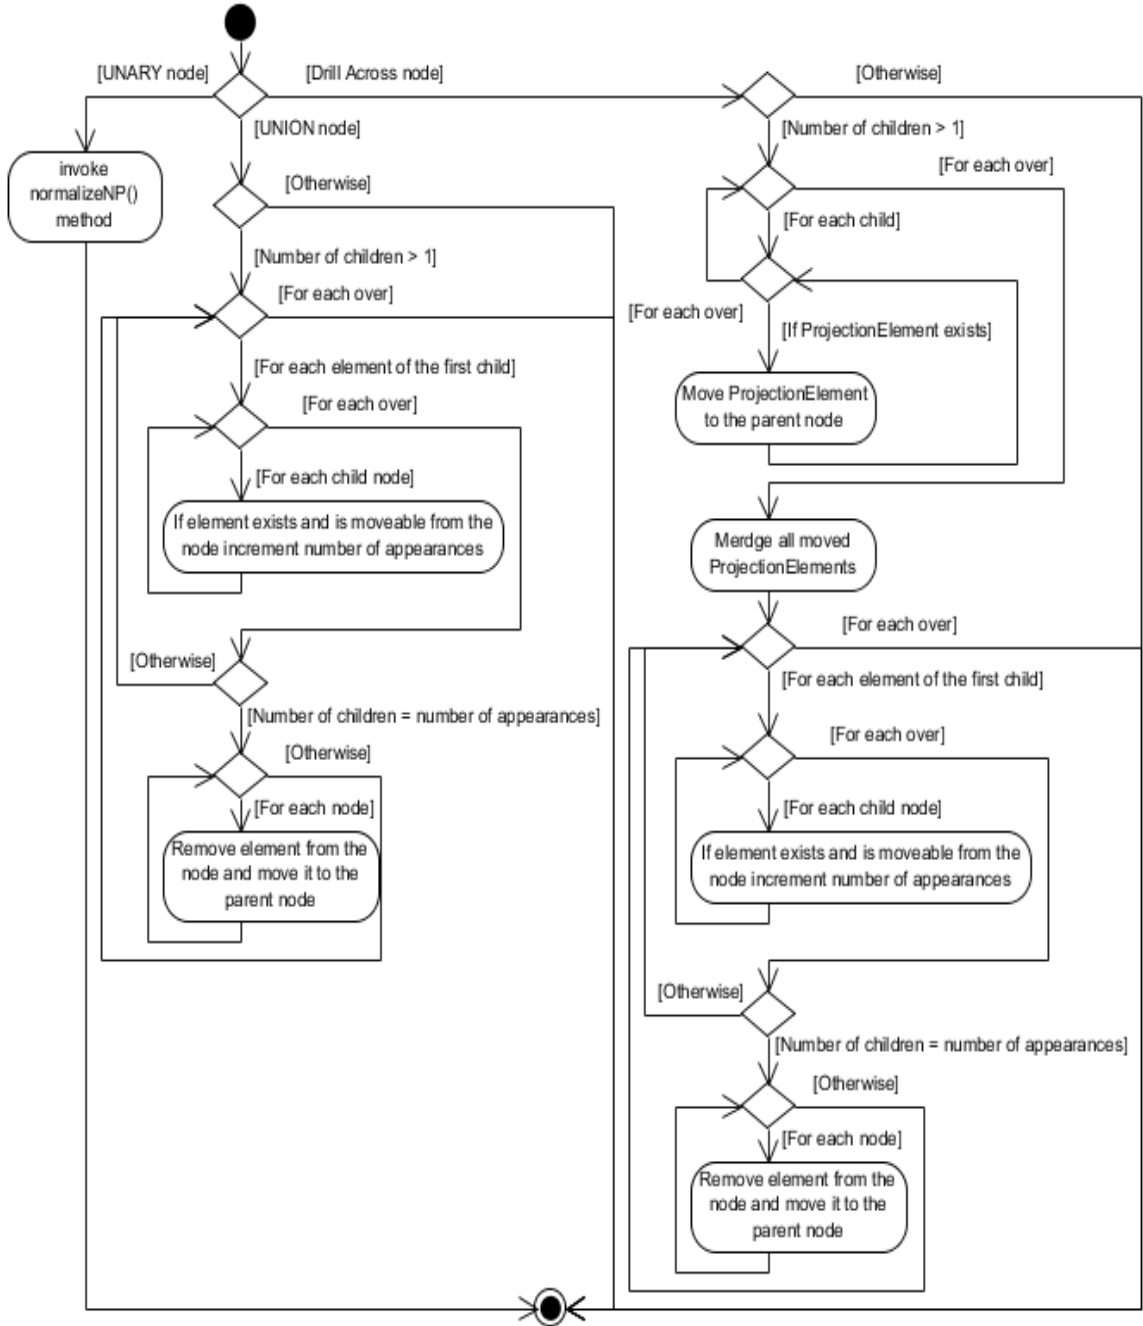 [UNARY node]
[Drill Across node]
[Otherwise]
[UNION node]
[Number of children > 1]
invoke
normalizeNP()
method
[For each over]
[Otherwise]
[For each child]
[Number of children > 1]
[For each over]
[For each over]
[If ProjectionElement exists]
[For each element of the first child]
Move ProjectionElement
to the parent node
[For each over]
[For each child node]
If element exists and is moveable from the
node increment number of appearances
Merdge all moved
ProjectionElements
[For each over]
[Otherwise]
[For each element of the first child]
[Number of children = number of appearances]
[For each over]
[Otherwise]
[For each node]
[For each child node]
Remove element from the
node and move it to the
parent node
If element exists and is moveable from the
node increment number of appearances
[Otherwise]
[Number of children = number of appearances]
[Otherwise]
[For each node]
Remove element from the
node and move it to the
parent node